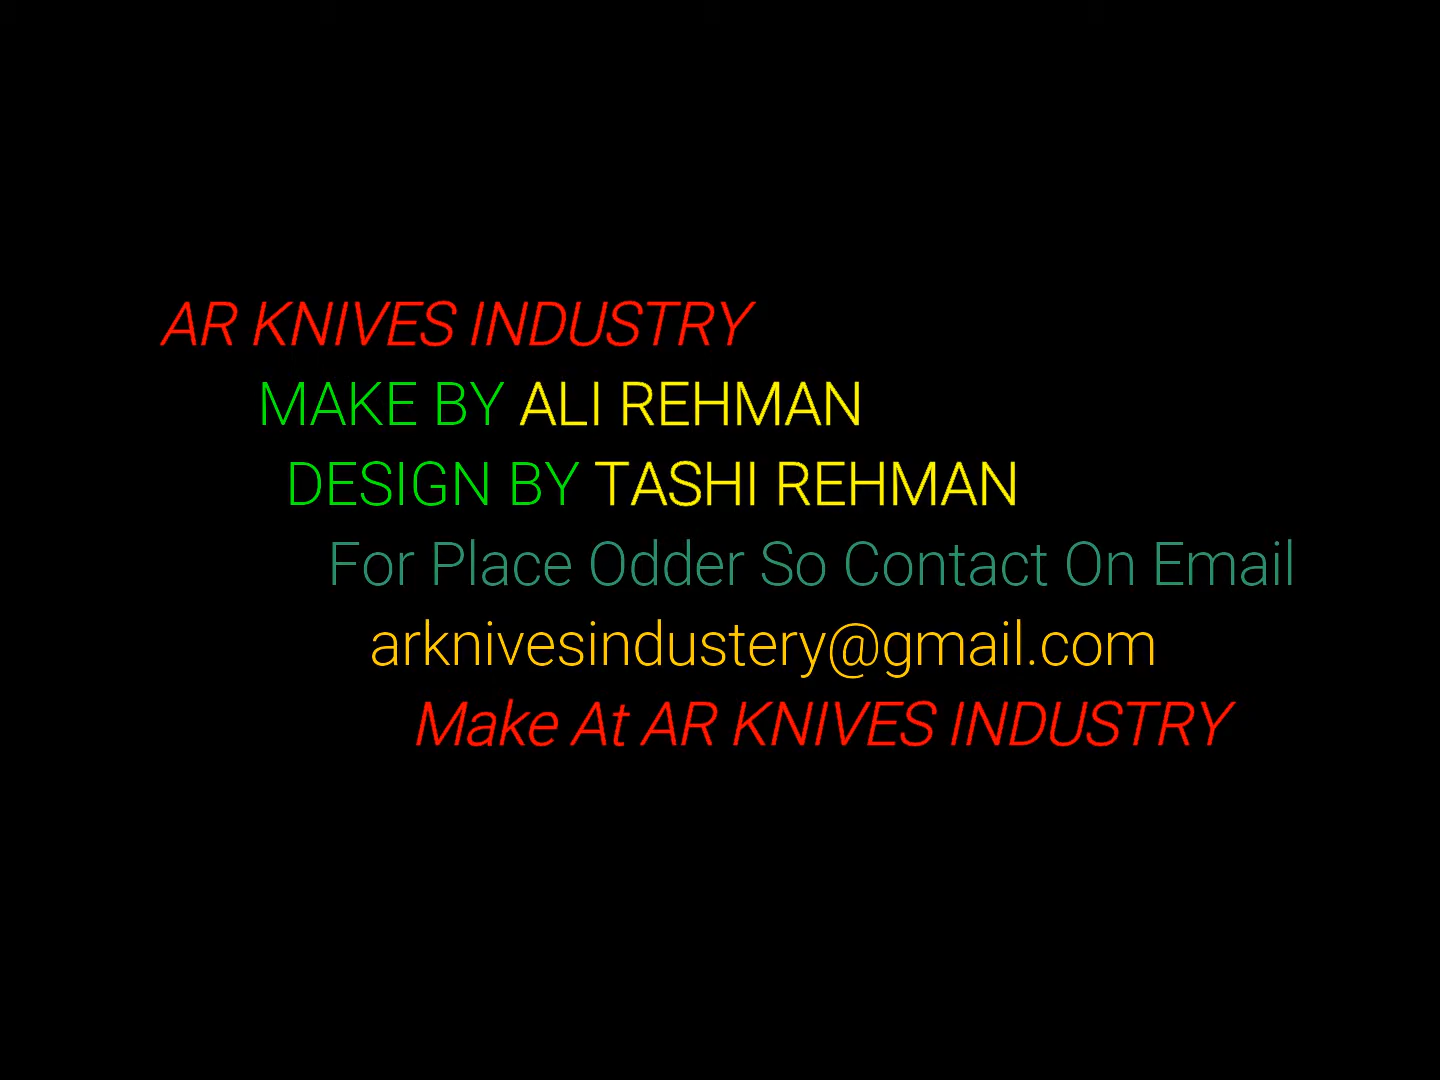 AR KNIVES INDUSTRY
MAKE BY ALI REHMAN
DESIGN BY TASHI REHMAN
For Place Odder So Contact On Email
arknivesindustery@gmail.com
Make At AR KNIVES INDUSTRY